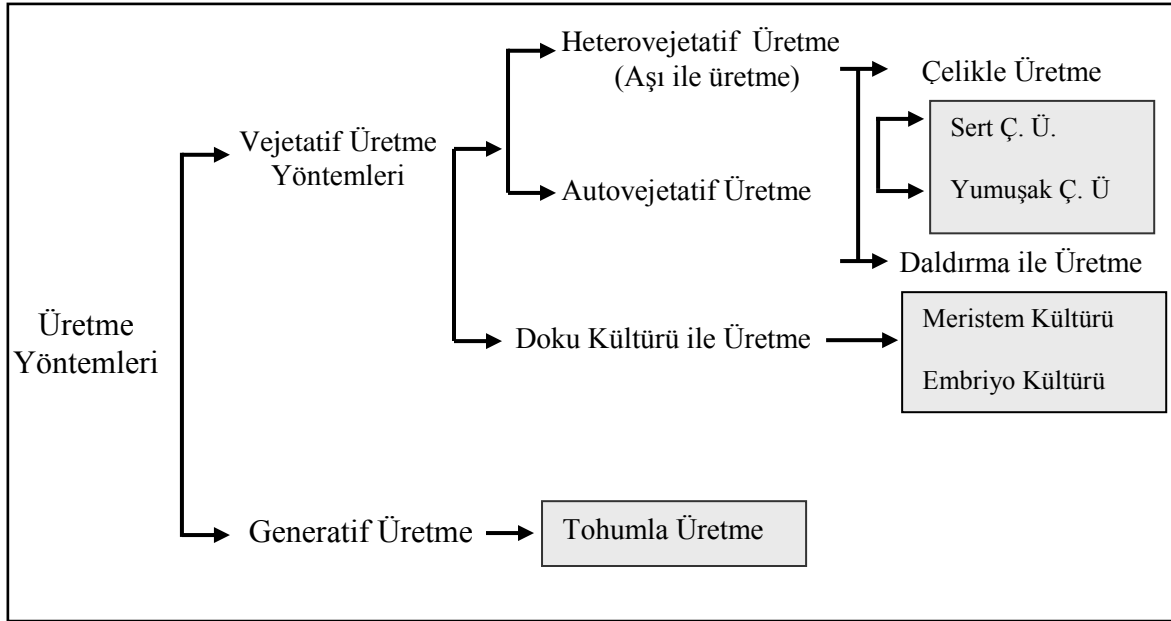 Üretme
Yöntemleri
Vejetatif Üretme
Yöntemleri
Heterovejetatif Üretme
(Aşı ile üretme)
Autovejetatif Üretme
Çelikle Üretme
Sert Ç. Ü.
Yumuşak Ç. Ü
Daldırma ile Üretme
Doku Kültürü ile Üretme
Meristem Kültürü
Embriyo Kültürü
Generatif Üretme
Tohumla Üretme